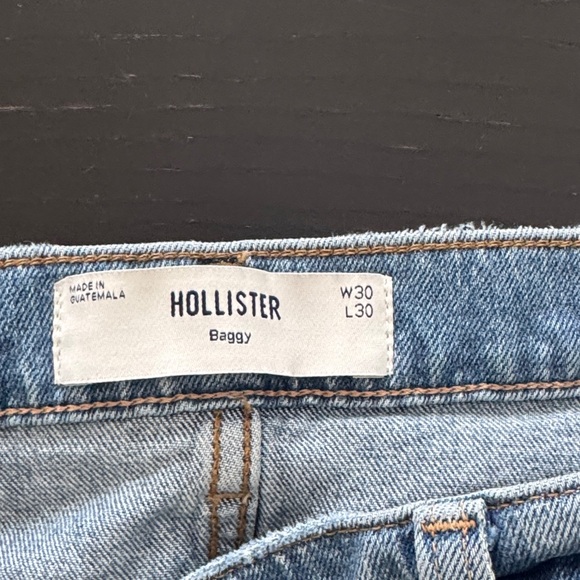 MADE IN
GUATEMALA
HOLLISTER
Baggy
W30
L30